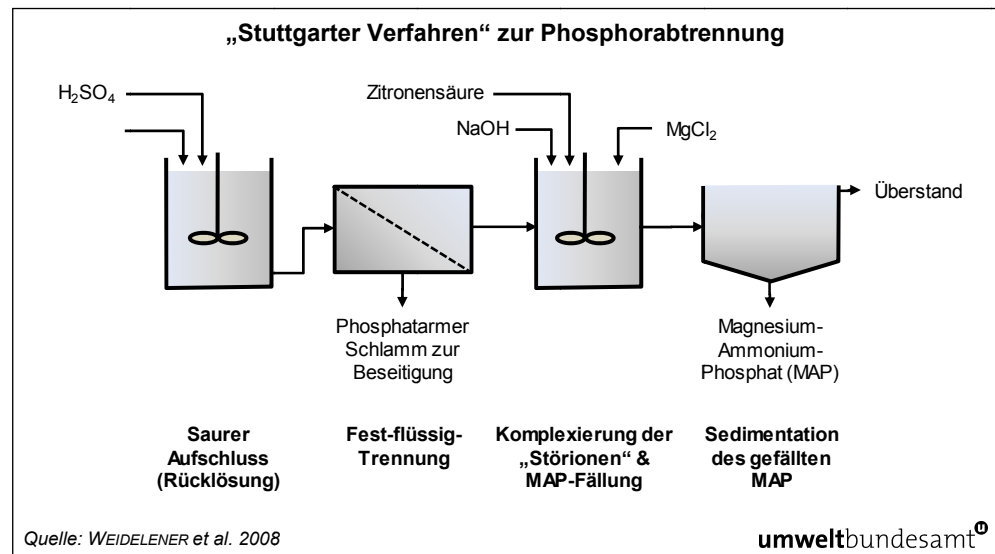 „Stuttgarter Verfahren“ zur Phosphorabtrennung
H₂SO₄
Zitronensäure
NaOH
MgCl₂
Überstand
Phosphatarmer
Schlamm zur
Beseitigung
Magnesium-
Ammonium-
Phosphat (MAP)
Saurer
Aufschluss
(Rücklösung)
Fest-flüssig-
Trennung
Komplexierung der
„Störionen“ &
MAP-Fällung
Sedimentation
des gefällten
MAP
Quelle: WEIDELENER et al. 2008
umweltbundesamt